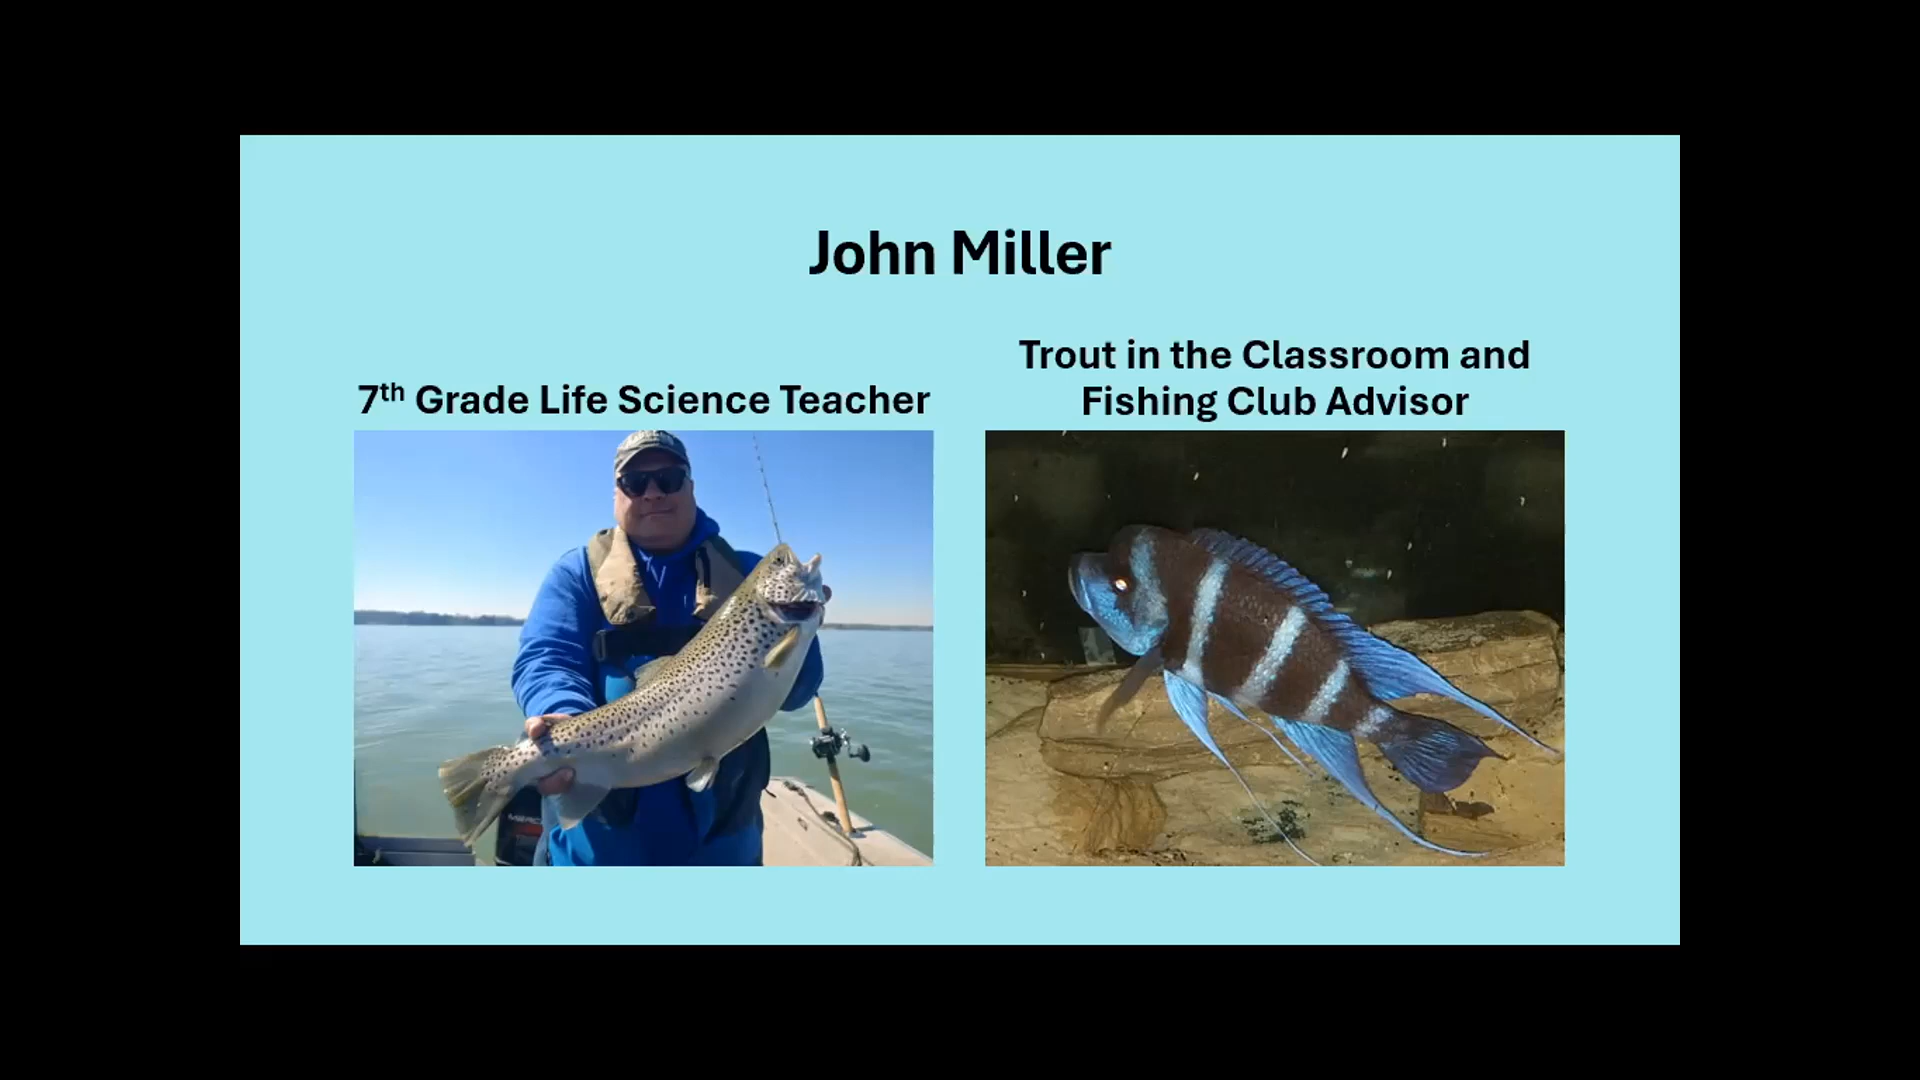 John Miller
7th Grade Life Science Teacher
Trout in the Classroom and
Fishing Club Advisor